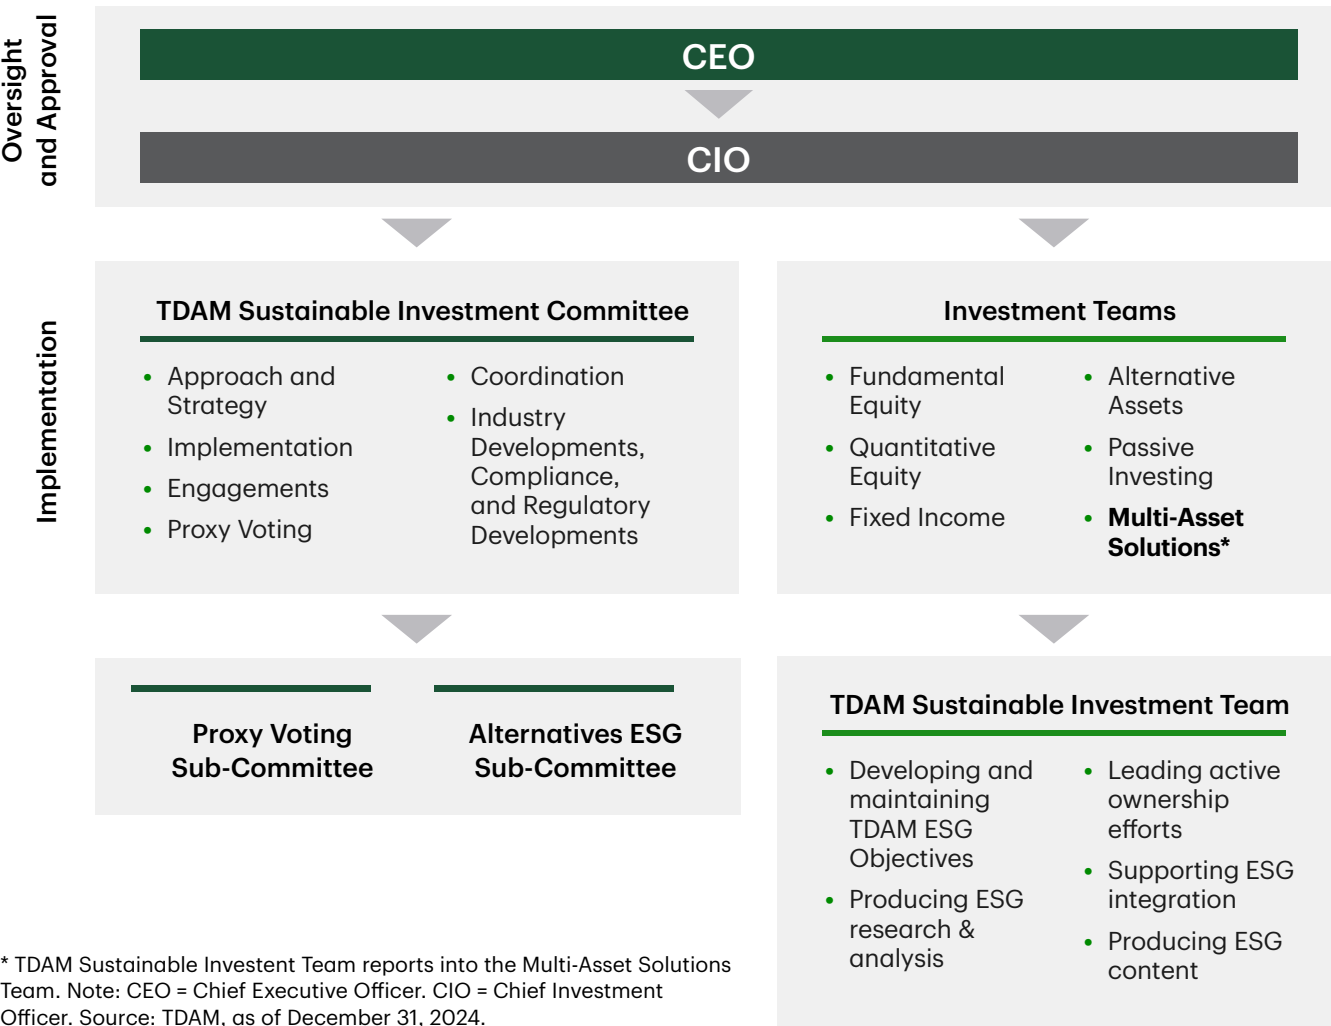 Oversight
and Approval
CEO
CIO
Implementation
TDAM Sustainable Investment Committee
• Approach and
Strategy
• Implementation
• Engagements
• Proxy Voting
• Coordination
• Industry
Developments,
Compliance,
and Regulatory
Developments
Investment Teams
• Fundamental
Equity
• Quantitative
Equity
• Fixed Income
• Alternative
Assets
• Passive
Investing
• Multi-Asset
Solutions*
Proxy Voting
Sub-Committee
Alternatives ESG
Sub-Committee
TDAM Sustainable Investment Team
• Developing and
maintaining
TDAM ESG
Objectives
• Producing ESG
research &
analysis
• Leading active
ownership
efforts
• Supporting ESG
integration
• Producing ESG
content
* TDAM Sustainable Investent Team reports into the Multi-Asset Solutions
Team. Note: CEO = Chief Executive Officer. CIO = Chief Investment
Officer. Source: TDAM, as of December 31, 2024.